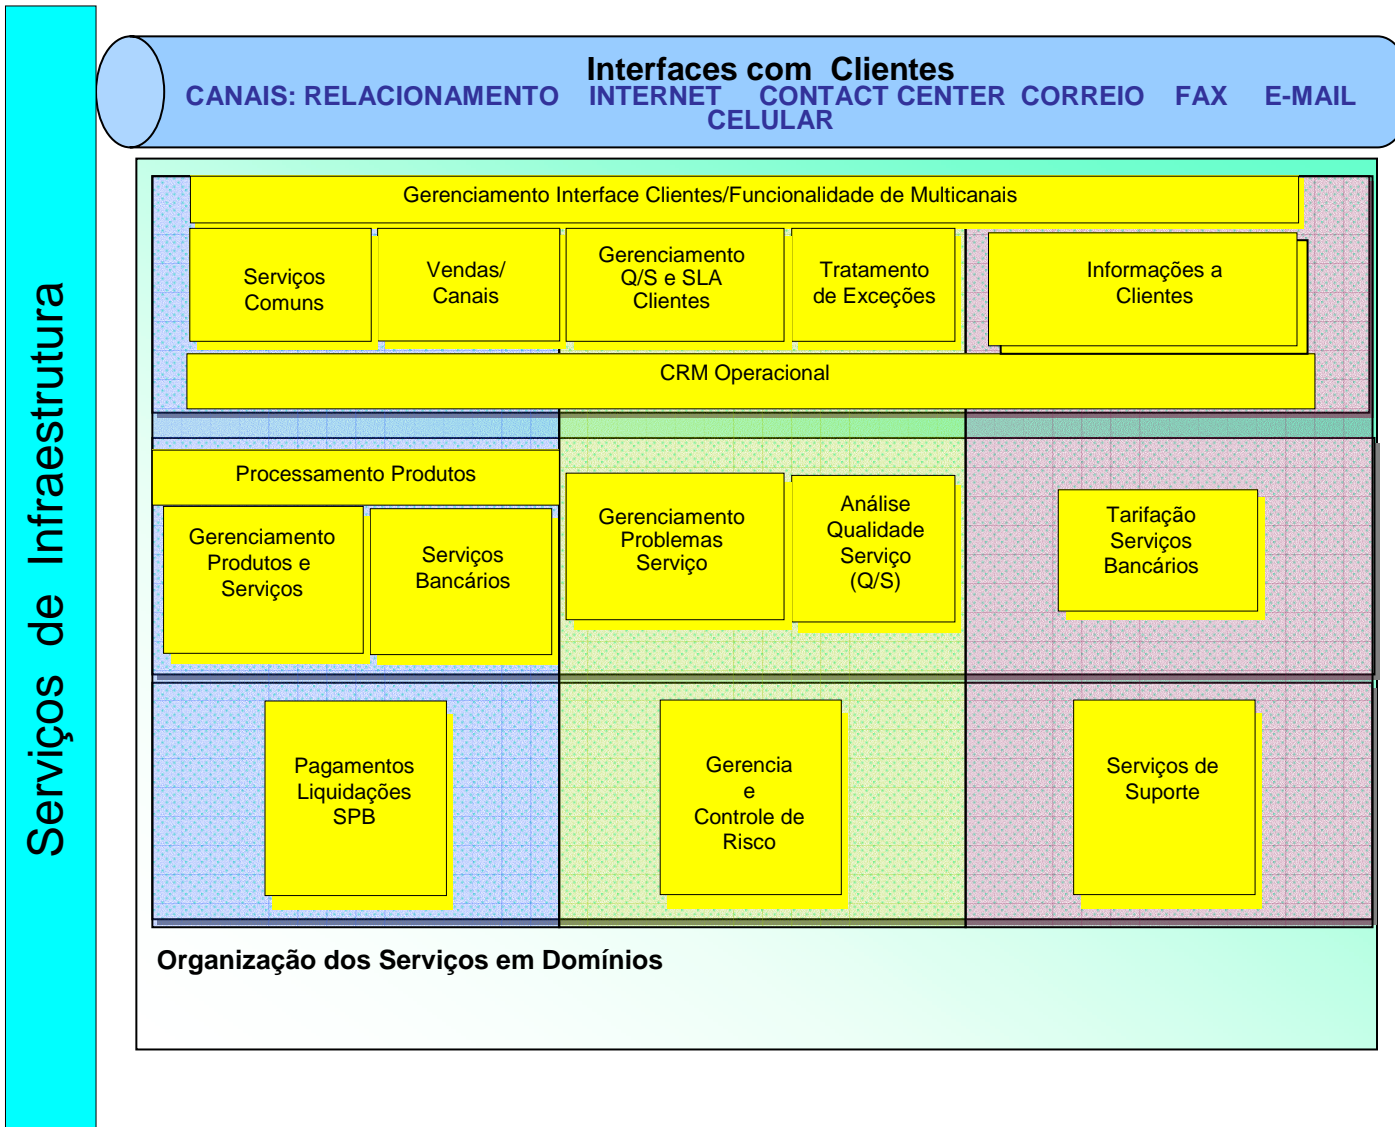 Serviços de Infraestrutura
Interfaces com Clientes
CANAIS: RELACIONAMENTO INTERNET CONTACT CENTER CORREIO FAX E-MAIL
CELULAR
Gerenciamento Interface Clientes/Funcionalidade de Multicanais
Serviços
Comuns
Vendas/
Canais
Gerenciamento
Q/S e SLA
Clientes
Tratamento
de Exceções
Informações a
Clientes
CRM Operacional
Processamento Produtos
Gerenciamento
Produtos e
Serviços
Serviços
Bancários
Gerenciamento
Problemas
Serviço
Análise
Qualidade
Serviço
(Q/S)
Tarifação
Serviços
Bancários
Pagamentos
Liquidações
SPB
Gerencia
e
Controle de
Risco
Serviços de
Suporte
Organização dos Serviços em Domínios